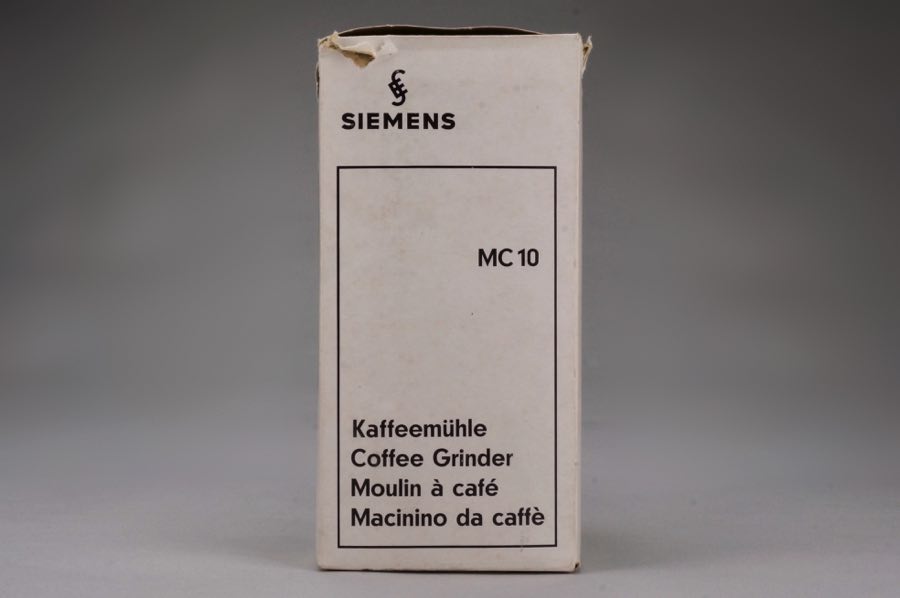 SIEMENS
MC 10
Kaffeemühle
Coffee Grinder
Moulin à café
Macinino da caffè